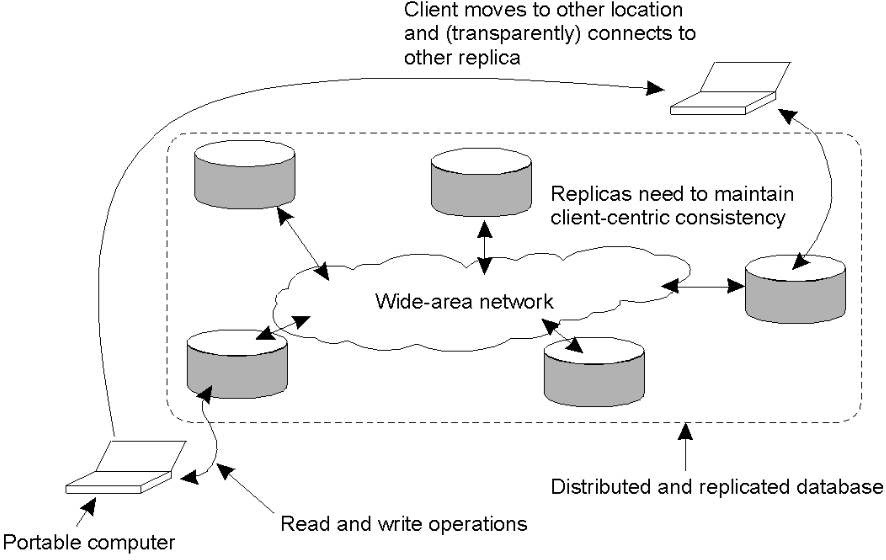 Client moves to other location
and (transparently) connects to
other replica
Replicas need to maintain
client-centric consistency
Wide-area network
Distributed and replicated database
Read and write operations
Portable computer